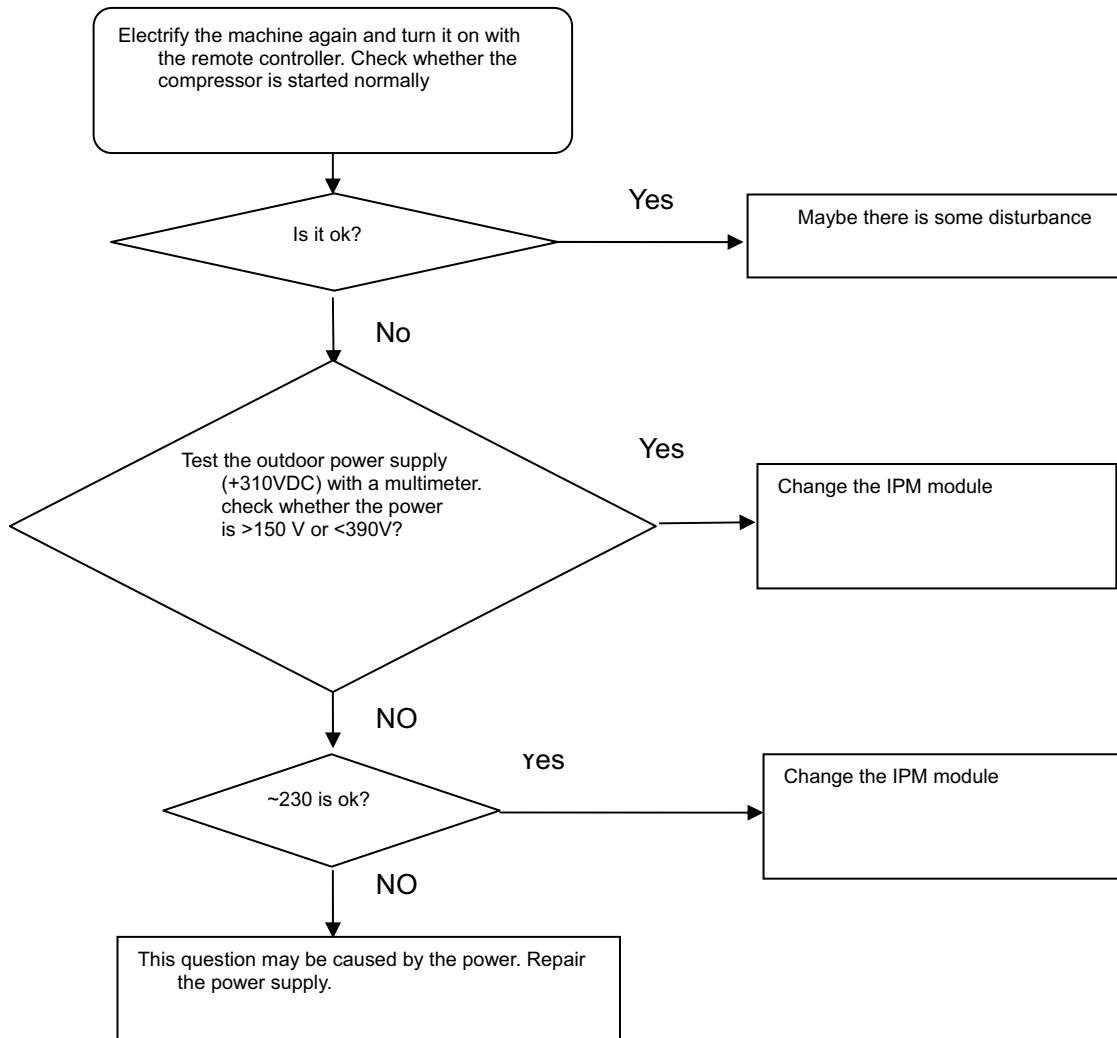 Electrify the machine again and turn it on with
the remote controller. Check whether the
compressor is started normally
Yes
Is it ok?
Maybe there is some disturbance
No
Test the outdoor power supply
(+310VDC) with a multimeter.
check whether the power
is >150 V or <390V?
Yes
Change the IPM module
NO
~230 is ok?
Yes
Change the IPM module
NO
This question may be caused by the power. Repair
the power supply.